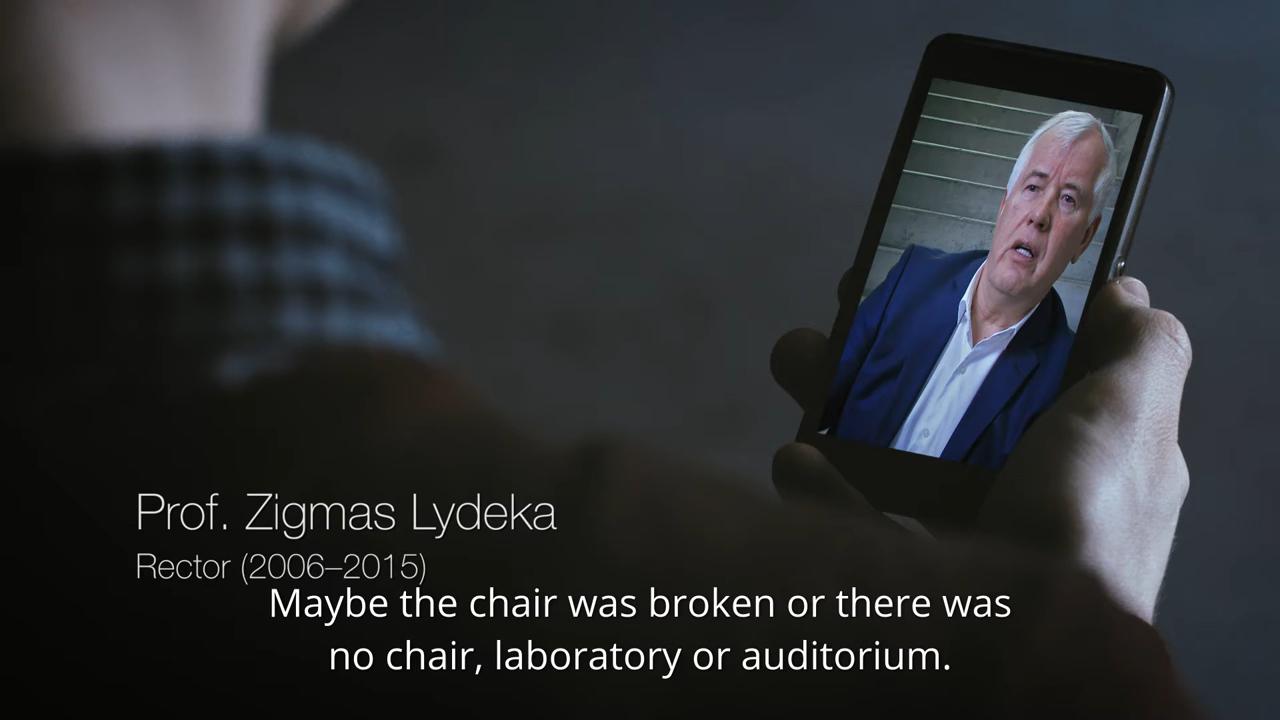 Prof. Zigmas Lydeka
Rector (2006–2015)
Maybe the chair was broken or there was
no chair, laboratory or auditorium.